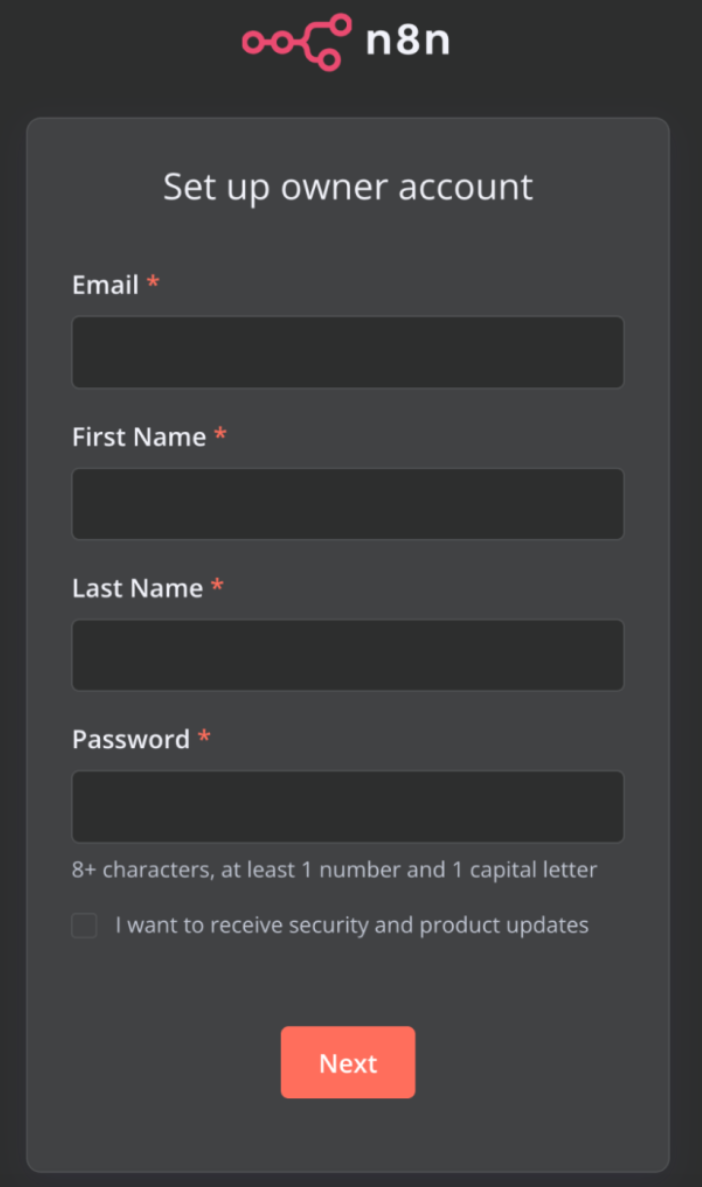 n8n
Set up owner account
Email *
First Name *
Last Name *
Password *
8+ characters, at least 1 number and 1 capital letter
I want to receive security and product updates
Next